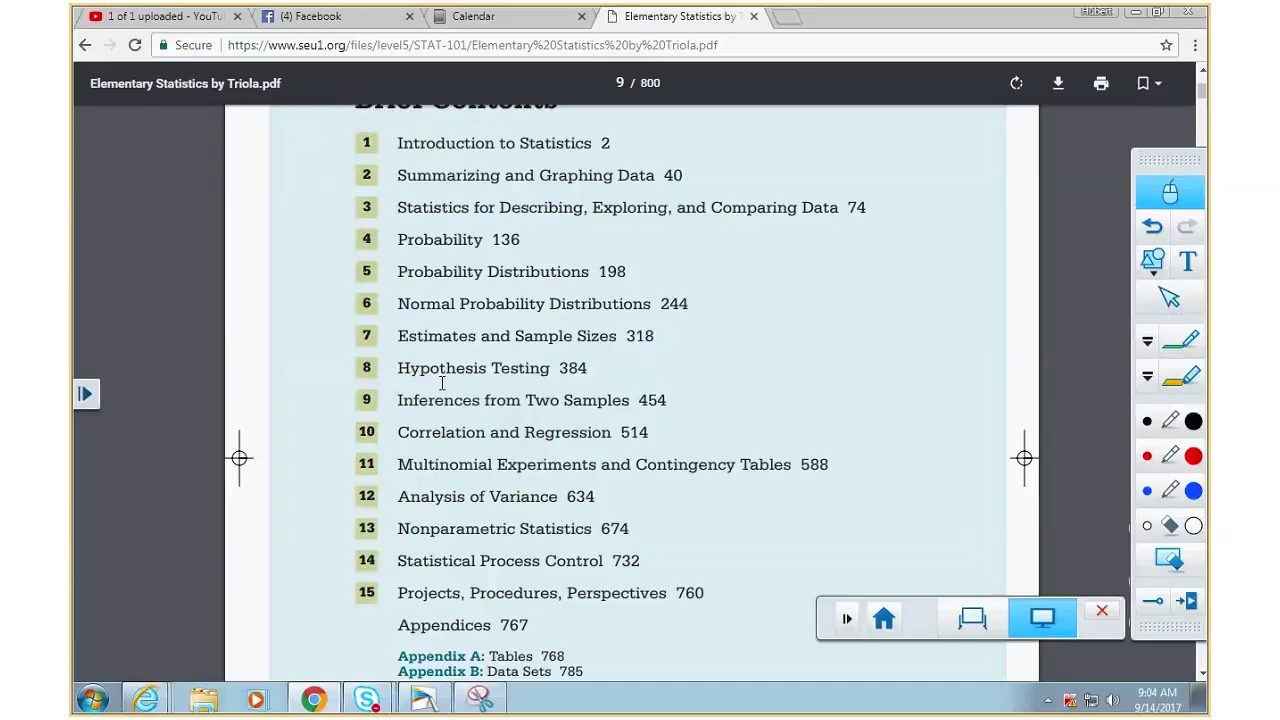 1 of 1 uploaded - YouTu
(4) Facebook
Calendar
Elementary Statistics by T
Hubert
Secure
https://www.seu1.org/files/level5/STAT-101/Elementary%20Statistics%20by%20Triola.pdf
Elementary Statistics by Triola.pdf
9 / 800
Brief Contents
1 Introduction to Statistics 2
2 Summarizing and Graphing Data 40
3 Statistics for Describing, Exploring, and Comparing Data 74
4 Probability 136
5 Probability Distributions 198
6 Normal Probability Distributions 244
7 Estimates and Sample Sizes 318
8 Hypothesis Testing 384
9 Inferences from Two Samples 454
10 Correlation and Regression 514
11 Multinomial Experiments and Contingency Tables 588
12 Analysis of Variance 634
13 Nonparametric Statistics 674
14 Statistical Process Control 732
15 Projects, Procedures, Perspectives 760
Appendices 767
Appendix A: Tables 768
Appendix B: Data Sets 785
T
9:04 AM
9/14/2017